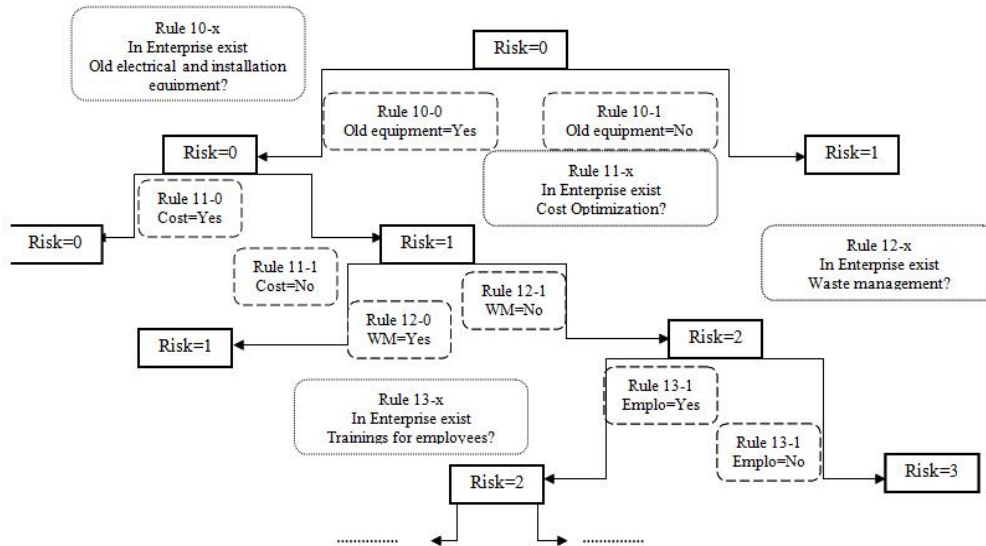 Rule 10-x
In Enterprise exist
Old electrical and installation
equipment?
Risk=0
Rule 10-0
Old equipment=Yes
Rule 10-1
Old equipment=No
Risk=0
Risk=1
Rule 11-x
In Enterprise exist
Cost Optimization?
Rule 11-0
Cost=Yes
Risk=0
Risk=1
Rule 11-1
Cost=No
Rule 12-x
In Enterprise exist
Waste management?
Rule 12-1
WM=No
Rule 12-0
WM=Yes
Risk=1
Risk=2
Rule 13-x
In Enterprise exist
Trainings for employees?
Rule 13-1
Emplo=Yes
Rule 13-1
Emplo=No
Risk=2
Risk=3
..............
..............